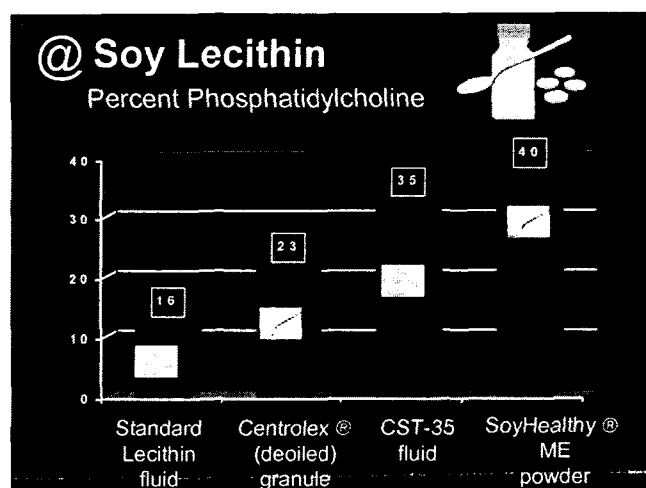 @ Soy Lecithin
Percent Phosphatidylcholine
40
30
20
10
0
16
23
35
40
Standard
Lecithin
fluid
Centrolex ®
(deoiled)
granule
CST-35
fluid
SoyHealthy ®
ME
powder